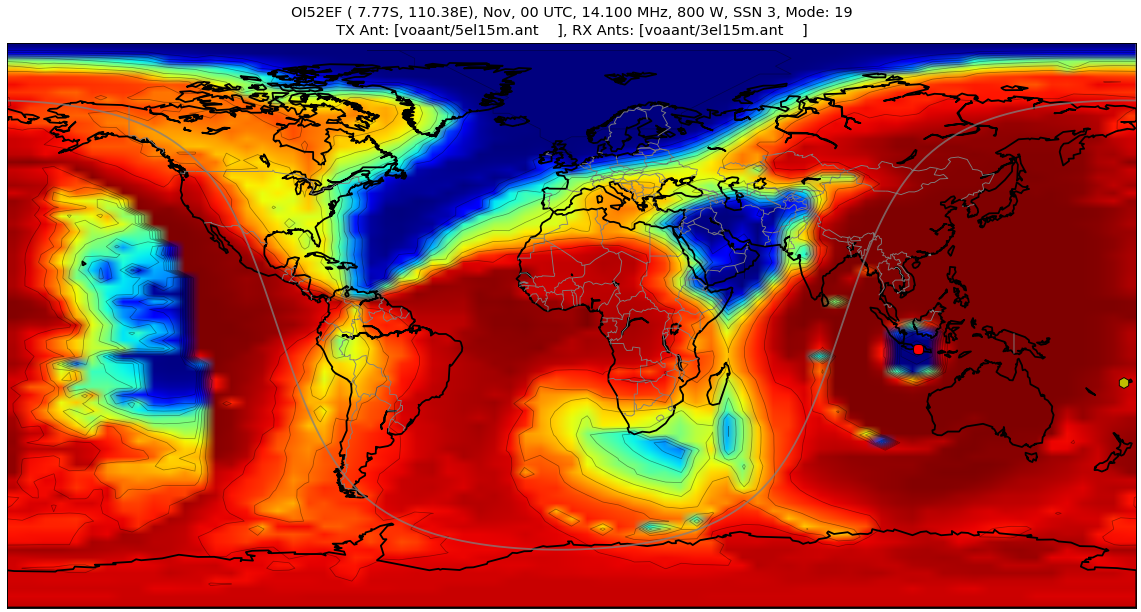 OI52EF ( 7.77S, 110.38E), Nov, 00 UTC, 14.100 MHz, 800 W, SSN 3, Mode: 19
TX Ant: [voaant/5el15m.ant    ], RX Ants: [voaant/3el15m.ant    ]